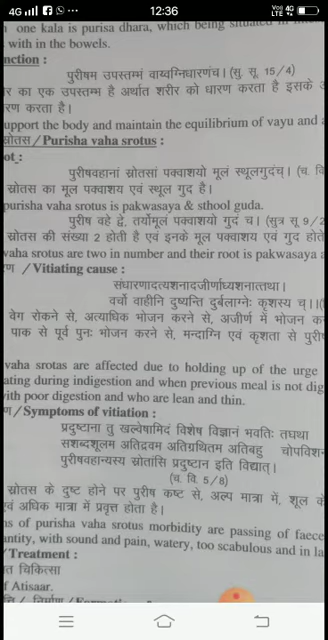 4G 12:36 4G LTE
one kala is purisa dhara, which being situated in
with in the bowels.
nction :
पुरीषम उपस्तम्भं वाय्वग्निधारणंच। (सु. सू. 15/4)
र का एक उपस्तम्भ है अर्थात शरीर को धारण करता है इसके
रण करता है।
upport the body and maintain the equilibrium of vayu and
स्रोतस / Purisha vaha srotus :
ot :
पुरीषवहानां स्रोतसां पक्वाशयो मूलं स्थूलगुदंच्। (च. वि
स्रोतस का मूल पक्वाशय एवं स्थूल गुद है।
purisha vaha srotus is pakwasaya & sthool guda.
पुरीष वहे द्वे, तर्योमूलं पक्वाशयो गुदं च। (सुत्र सू 9/2
स्रोतस की संख्या 2 होती है एवं इनके मूल पक्वाशय एवं गुद होते
vaha srotus are two in number and their root is pakwasaya
रण / Vitiating cause :
संधारणादत्यशनादजीर्णाध्यशनात्तथा।
वर्चो वाहीनि दुष्यन्ति दुर्बलाग्नेः कृशस्य च्।।
वेग रोकने से, अत्याधिक भोजन करने से, अजीर्ण में भोजन
पाक से पूर्व पुनः भोजन करने से, मन्दाग्नि एवं कृशता से
vaha srotas are affected due to holding up of the urge
ating during indigestion and when previous meal is not dig
with poor digestion and who are lean and thin.
ण / Symptoms of vitiation :
प्रदुष्टाना तु खल्वेषामिदं विशेष विज्ञानं भवतिः तद्यथा
सशब्दशूलम अतिद्रवम अतिग्रथितम अतिबहु चोपविशन
पुरीषवहान्यस्य स्रोतांसि प्रदुष्टान इति विद्यात्।
(च. वि. 5/8)
स्रोतस के दुष्ट होने पर पुरीष कष्ट से, अल्प मात्रा में, शूल के
एवं अधिक मात्रा में प्रवृत्त होता है।
ns of purisha vaha srotus morbidity are passing of faece
antity, with sound and pain, watery, too scabulous and in la
/ Treatment :
त चिकित्सा
f Atisaar.